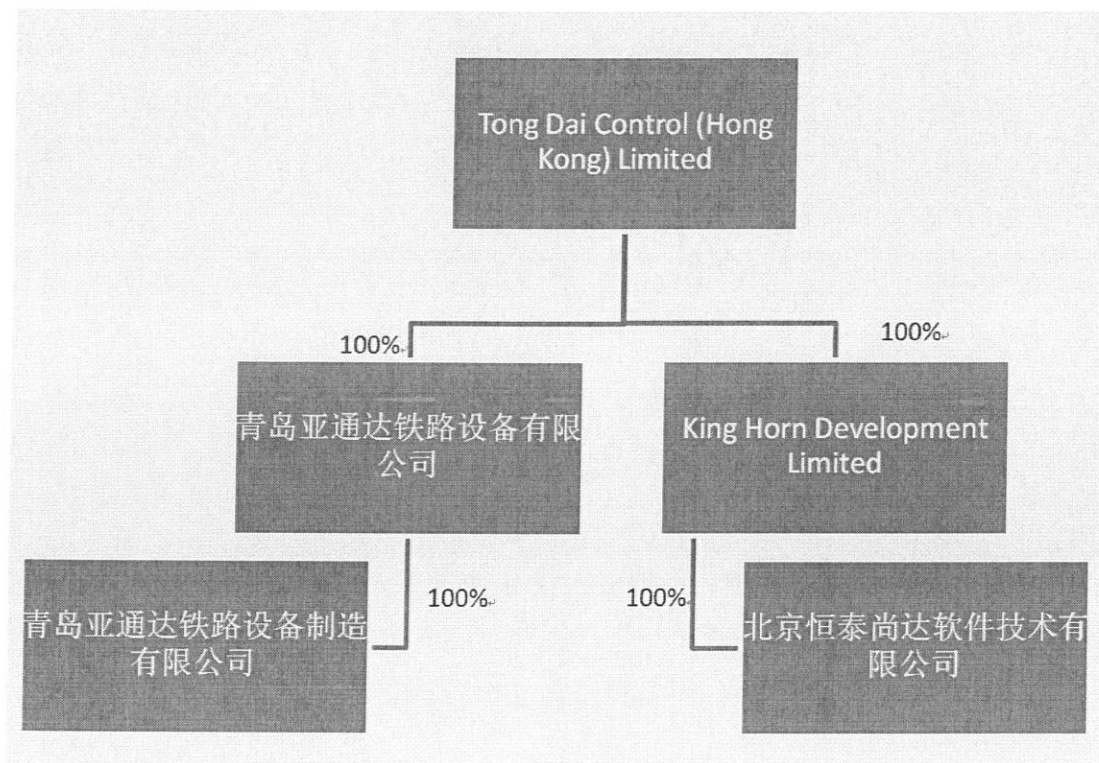 Tong Dai Control (Hong
Kong) Limited
100%
100%
青岛亚通达铁路设备有限
公司
King Horn Development
Limited
100%
100%
青岛亚通达铁路设备制造
有限公司
北京恒泰尚达软件技术有
限公司